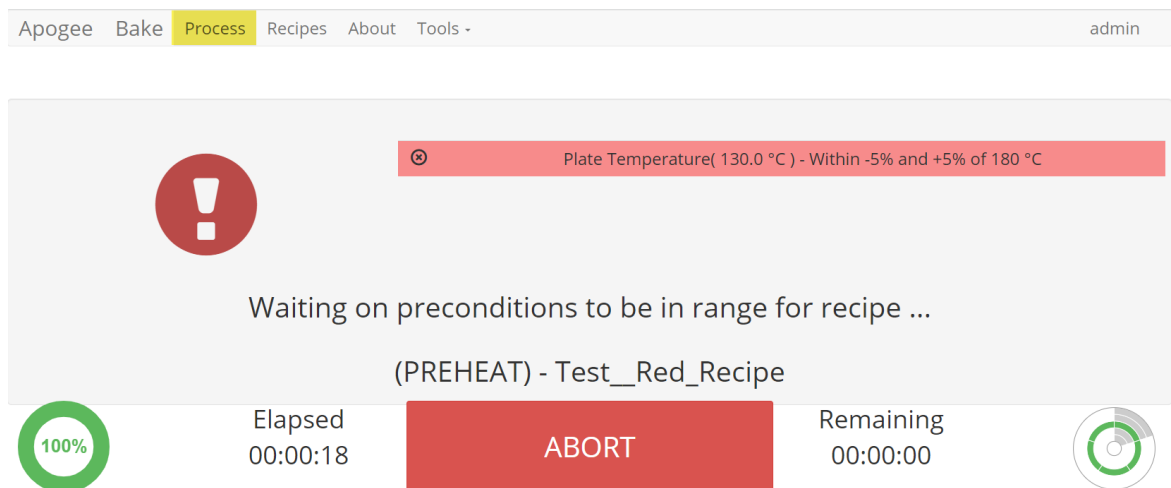 Apogee Bake Process Recipes About Tools admin
Plate Temperature( 130.0 °C ) - Within -5% and +5% of 180 °C
Waiting on preconditions to be in range for recipe ...
(PREHEAT) - Test__Red_Recipe
100%
Elapsed
00:00:18
ABORT
Remaining
00:00:00